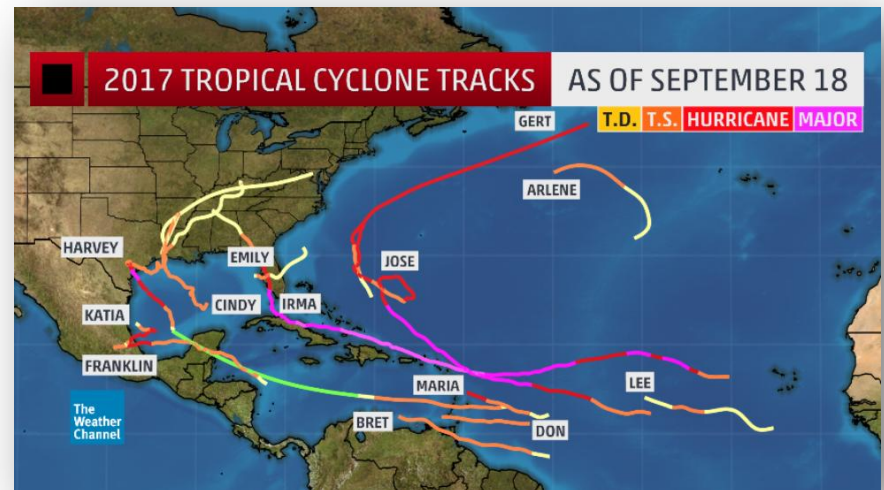 2017 TROPICAL CYCLONE TRACKS
AS OF SEPTEMBER 18
GERT
T.D. T.S. HURRICANE MAJOR
ARLENE
HARVEY
EMILY
JOSE
KATIA
CINDY
IRMA
FRANKLIN
MARIA
LEE
The
Weather
Channel
BRET
DON